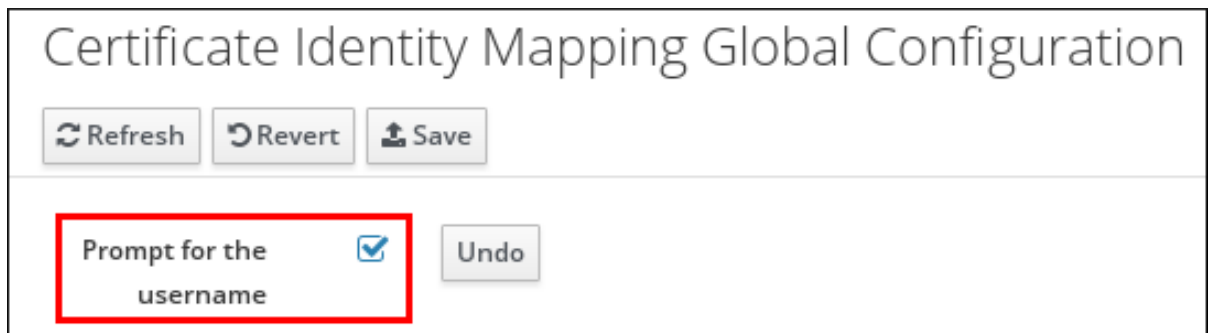 Certificate Identity Mapping Global Configuration
Refresh Revert Save
Prompt for the Undo
username